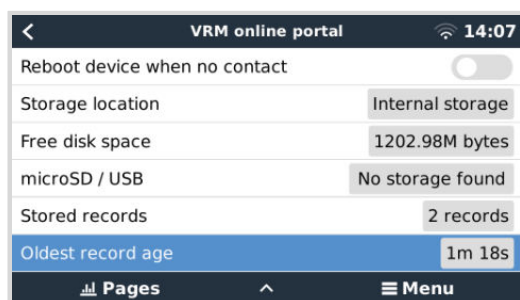 VRM online portal 14:07
Reboot device when no contact
Storage location Internal storage
Free disk space 1202.98M bytes
microSD / USB No storage found
Stored records 2 records
Oldest record age 1m 18s
Pages Menu